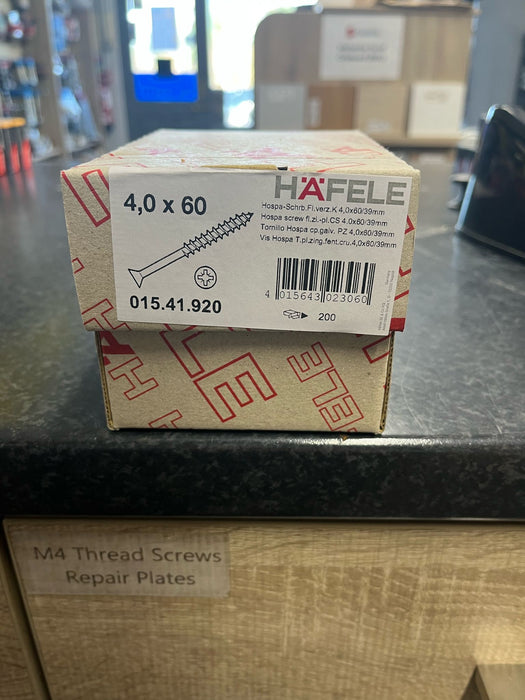 HÄFELE
4,0 x 60
Hospa-Schrb.Fl.verz.K 4,0x60/39mm
Hospa screw fl.zi.-pl.CS 4.0x60/39mm
Tornillo Hospa cp.galv. PZ 4,0x60/39mm
Vis Hospa T.pl.zing.fent.cru.4,0x60/39mm
015.41.920
4 015643 023060
200
M4 Thread Screws
Repair Plates